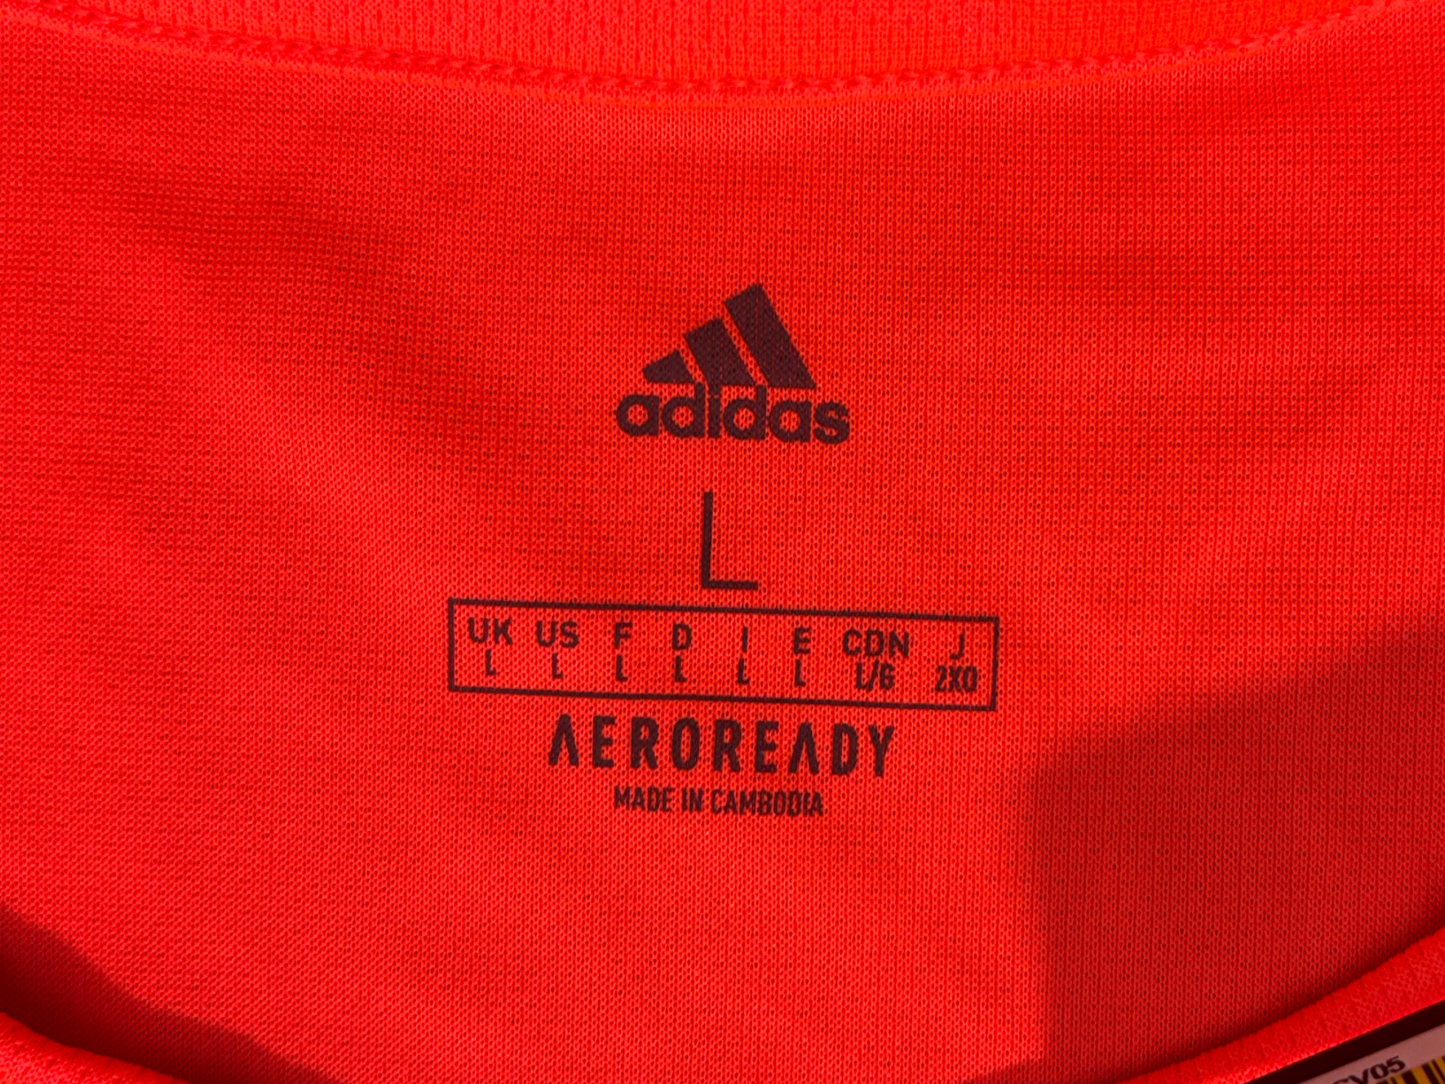 adidas
L
UK US F D I E CDN J
L L L L L L L/G 2XO
AEROREADY
MADE IN CAMBODIA